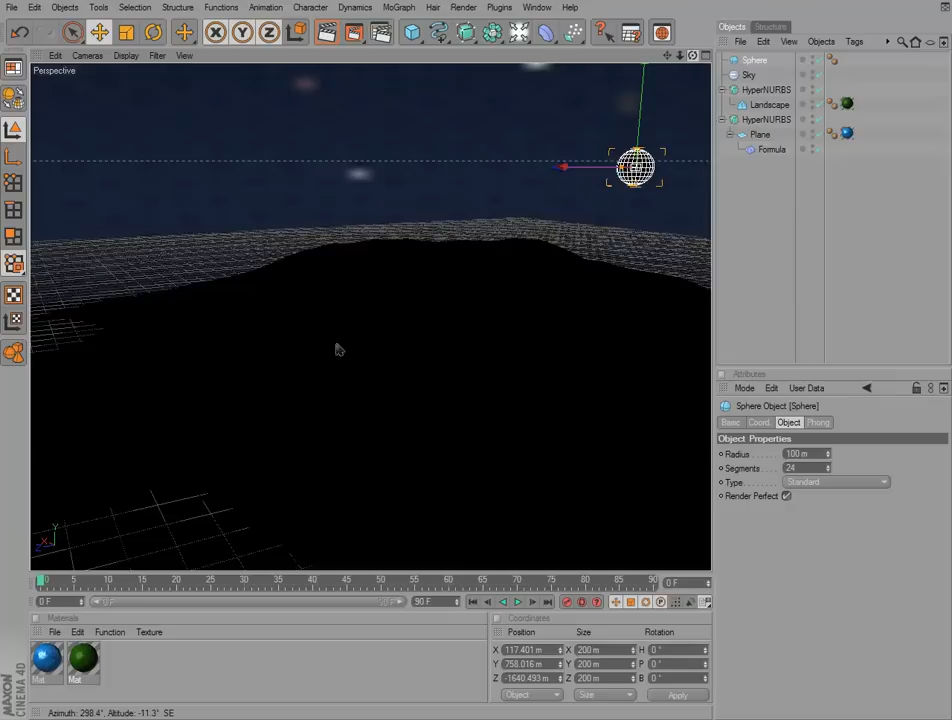 File Edit Objects Tools Selection Structure Functions Animation Character Dynamics MoGraph Hair Render Plugins Window Help
Edit Cameras Display Filter View
Perspective
Objects Structure
File Edit View Objects Tags
Sphere
Sky
HyperNURBS
Landscape
HyperNURBS
Plane
Formula
Attributes
Mode Edit User Data
Sphere Object [Sphere]
Basic Coord. Object Phong
Object Properties
Radius 100 m
Segments 24
Type Standard
Render Perfect
X Y Z
Y
X
Z
0 5 10 15 20 25 30 35 40 45 50 55 60 65 70 75 80 85 90 0 F
0 F 90 F
Materials
File Edit Function Texture
Mat Mat
Coordinates
Position Size Rotation
X 117.401 m X 200 m H 0 °
Y 758.016 m Y 200 m P 0 °
Z -1640.493 m Z 200 m B 0 °
Object Size Apply
MAXON
CINEMA 4D
Azimuth: 298.4°, Altitude: -11.3° SE